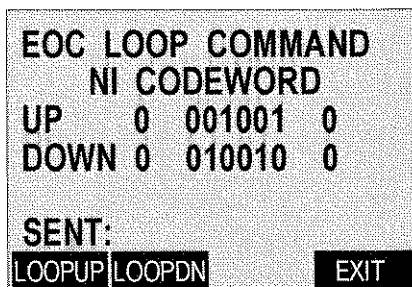 EOC LOOP COMMAND
NI CODEWORD
UP 0 001001 0
DOWN 0 010010 0
SENT:
LOOPUP LOOPDN EXIT